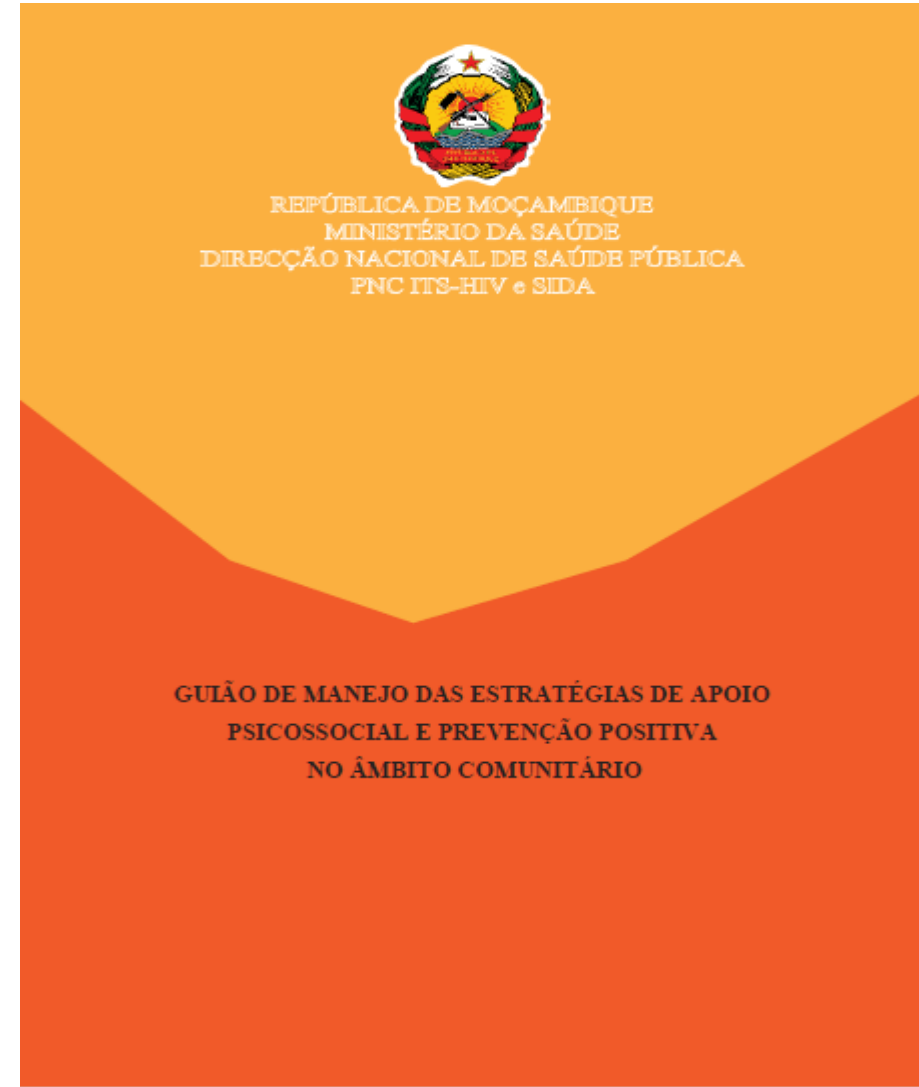 REPÚBLICA DE MOÇAMBIQUE
MINISTÉRIO DA SAÚDE
DIRECÇÃO NACIONAL DE SAÚDE PÚBLICA
PNC ITS-HIV e SIDA
GUIÃO DE MANEJO DAS ESTRATÉGIAS DE APOIO
PSICOSSOCIAL E PREVENÇÃO POSITIVA
NO ÂMBITO COMUNITÁRIO